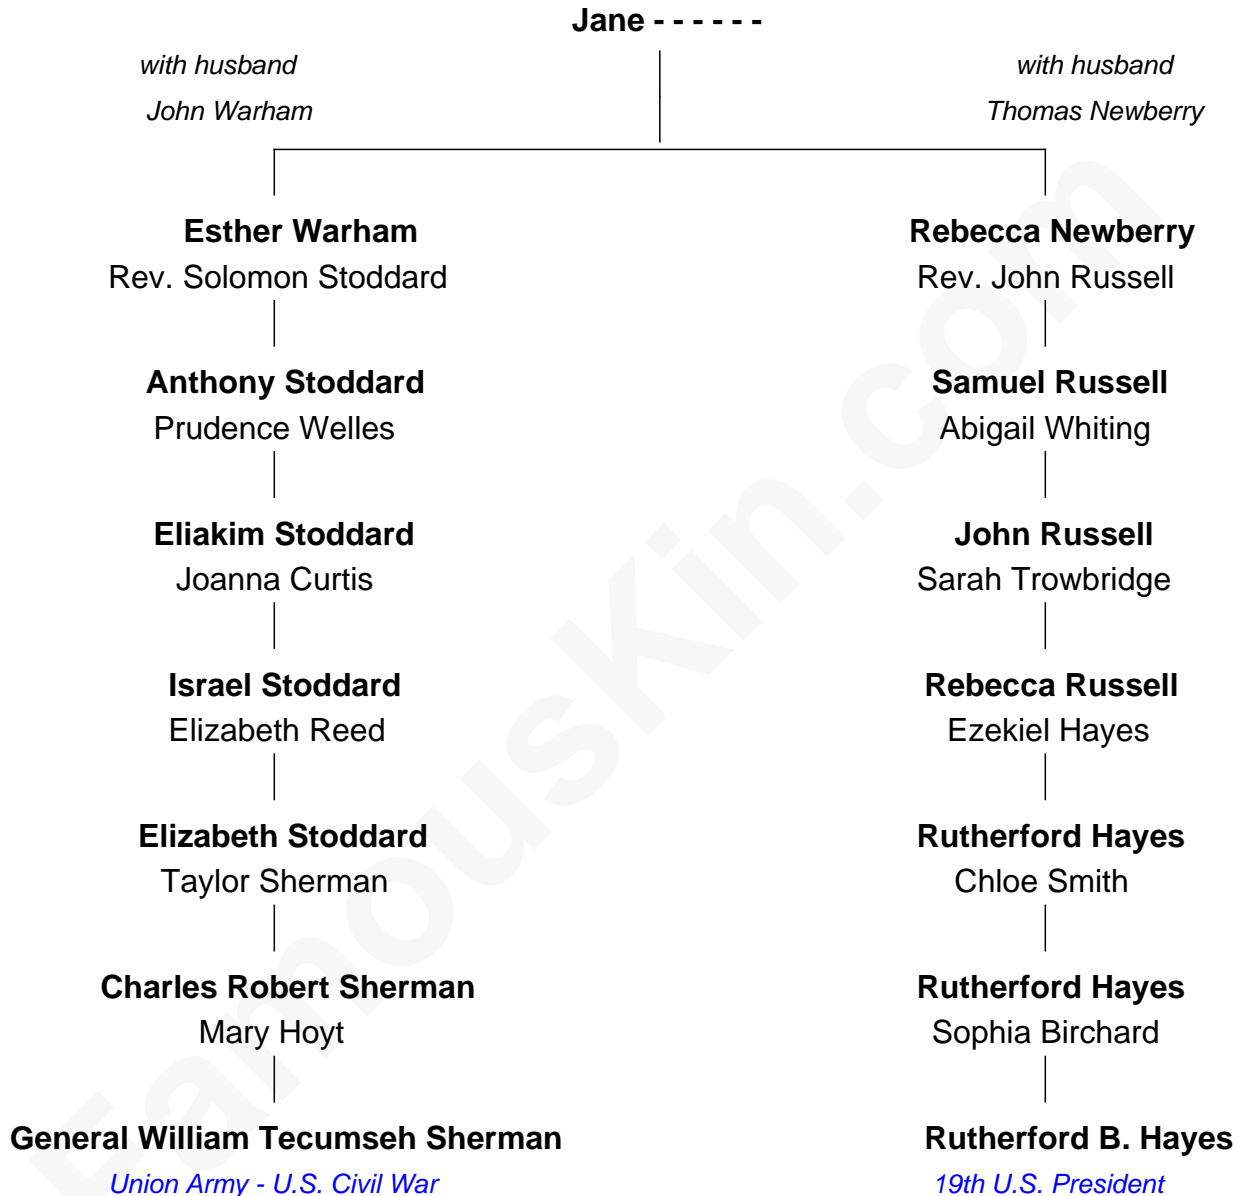 Jane - - - - - -
with husband
John Warham
with husband
Thomas Newberry
Esther Warham
Rev. Solomon Stoddard
Rebecca Newberry
Rev. John Russell
Anthony Stoddard
Prudence Welles
Samuel Russell
Abigail Whiting
Eliakim Stoddard
Joanna Curtis
John Russell
Sarah Trowbridge
Israel Stoddard
Elizabeth Reed
Rebecca Russell
Ezekiel Hayes
Elizabeth Stoddard
Taylor Sherman
Rutherford Hayes
Chloe Smith
Charles Robert Sherman
Mary Hoyt
Rutherford Hayes
Sophia Birchard
General William Tecumseh Sherman
Union Army - U.S. Civil War
Rutherford B. Hayes
19th U.S. President
FamousKin.com